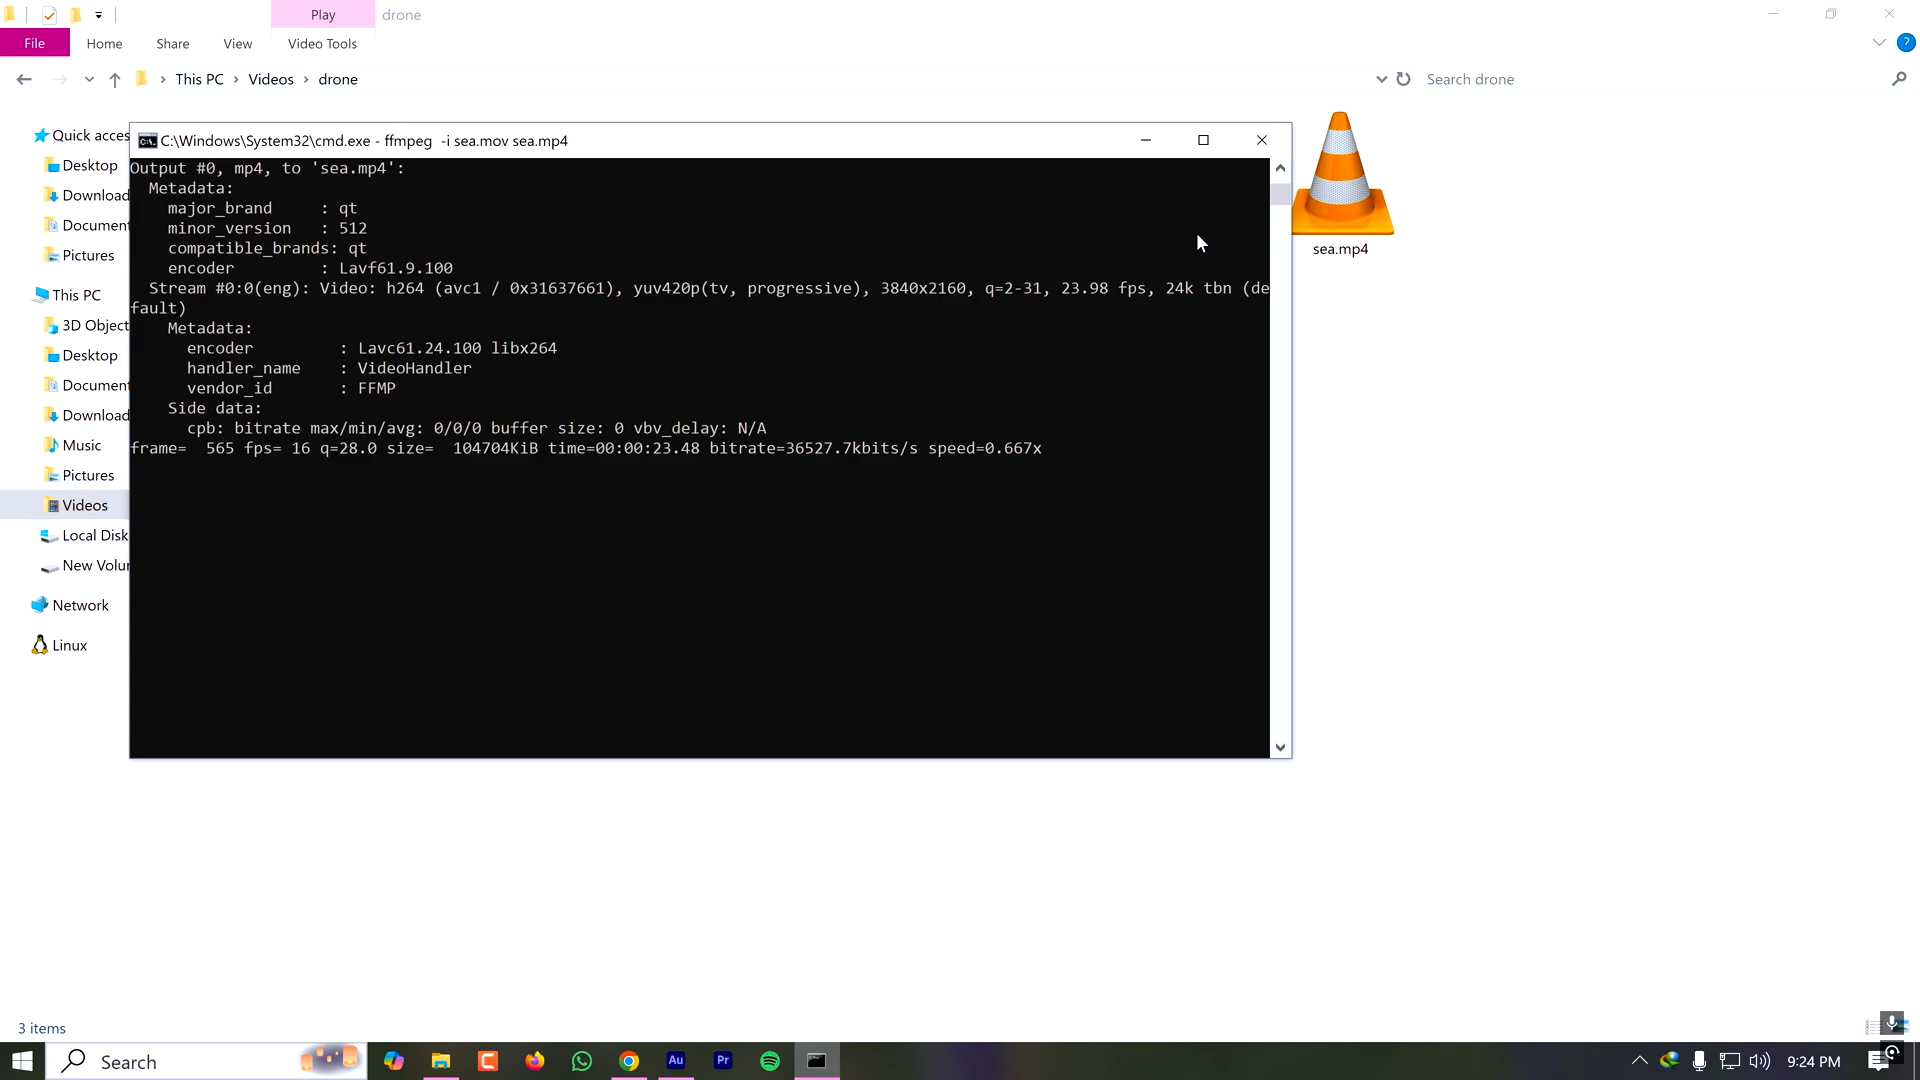 Play
drone
File
Home
Share
View
Video Tools
This PC
Videos
drone
Search drone
Quick acces
Desktop
Download
Document
Pictures
This PC
3D Object
Desktop
Document
Download
Music
Pictures
Videos
Local Disk
New Volur
Network
Linux
C:\Windows\System32\cmd.exe - ffmpeg  -i sea.mov sea.mp4
Output #0, mp4, to 'sea.mp4':
  Metadata:
    major_brand     : qt
    minor_version   : 512
    compatible_brands: qt
    encoder         : Lavf61.9.100
  Stream #0:0(eng): Video: h264 (avc1 / 0x31637661), yuv420p(tv, progressive), 3840x2160, q=2-31, 23.98 fps, 24k tbn (de
fault)
    Metadata:
      encoder         : Lavc61.24.100 libx264
      handler_name    : VideoHandler
      vendor_id       : FFMP
    Side data:
      cpb: bitrate max/min/avg: 0/0/0 buffer size: 0 vbv_delay: N/A
frame=  565 fps= 16 q=28.0 size=  104704KiB time=00:00:23.48 bitrate=36527.7kbits/s speed=0.667x
sea.mp4
3 items
Search
Au
Pr
9:24 PM